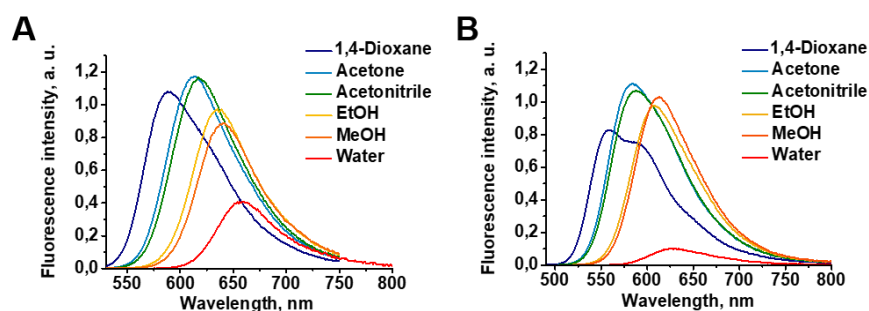 A
Fluorescence intensity, a. u.
1,2
1,0
0,8
0,6
0,4
0,2
0,0
550 600 650 700 750 800
Wavelength, nm
1,4-Dioxane
Acetone
Acetonitrile
EtOH
MeOH
Water
B
Fluorescence intensity, a. u.
1,2
1,0
0,8
0,6
0,4
0,2
0,0
500 550 600 650 700 750 800
Wavelength, nm
1,4-Dioxane
Acetone
Acetonitrile
EtOH
MeOH
Water